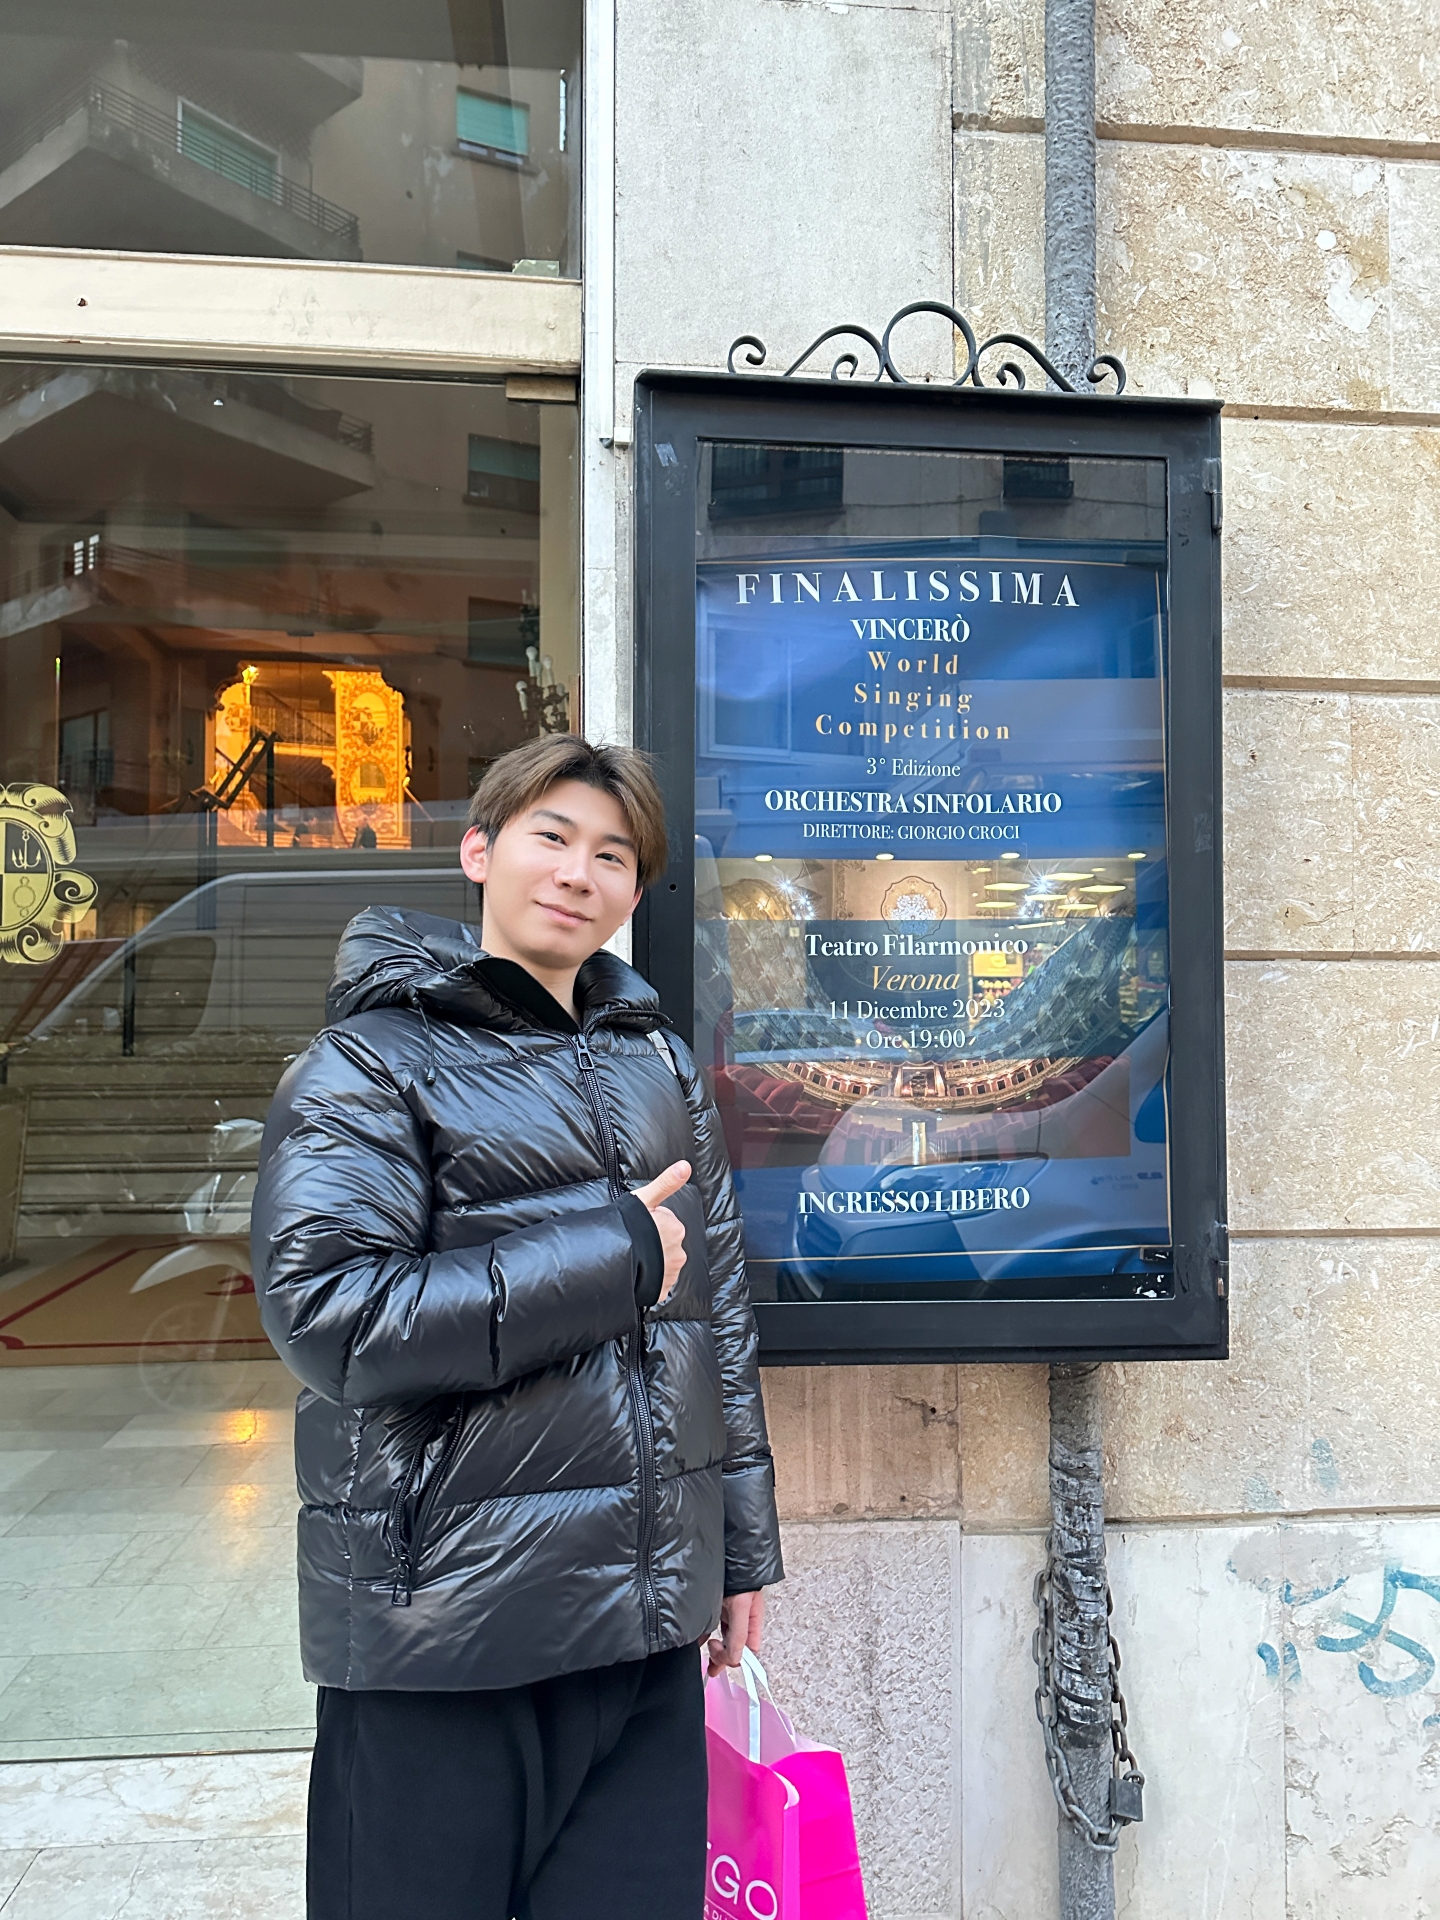 FINALISSIMA
VINCERÒ
World
Singing
Competition
3° Edizione
ORCHESTRA SINFOLARIO
DIRETTORE: GIORGIO CROCI
Teatro Filarmonico
Verona
11 Dicembre 2023
Ore 19:00
INGRESSO LIBERO
GO